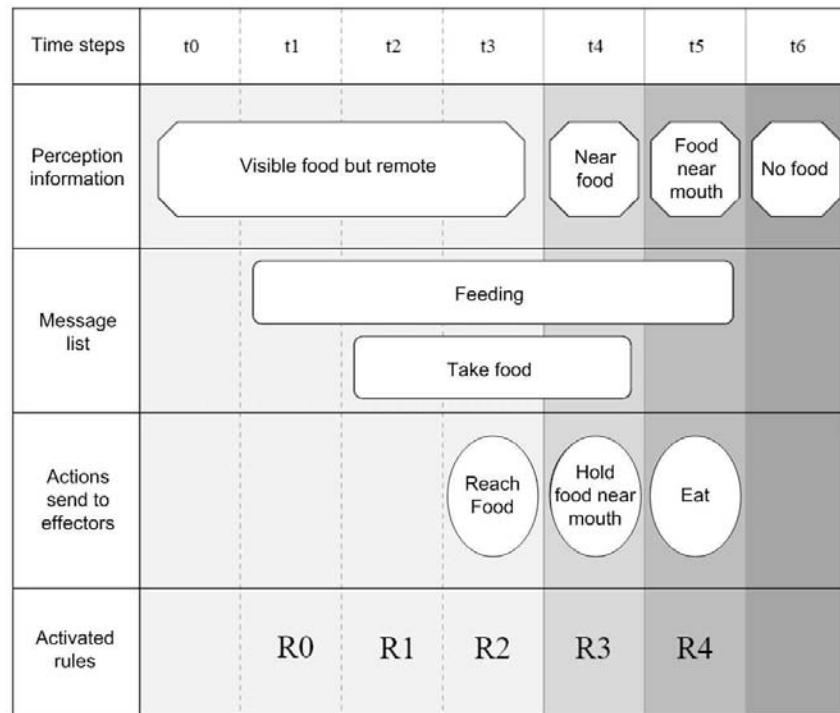 Time steps t0 t1 t2 t3 t4 t5 t6
Perception
information
Visible food but remote
Near
food
Food
near
mouth
No food
Message
list
Feeding
Take food
Actions
send to
effectors
Reach
Food
Hold
food near
mouth
Eat
Activated
rules
R0 R1 R2 R3 R4